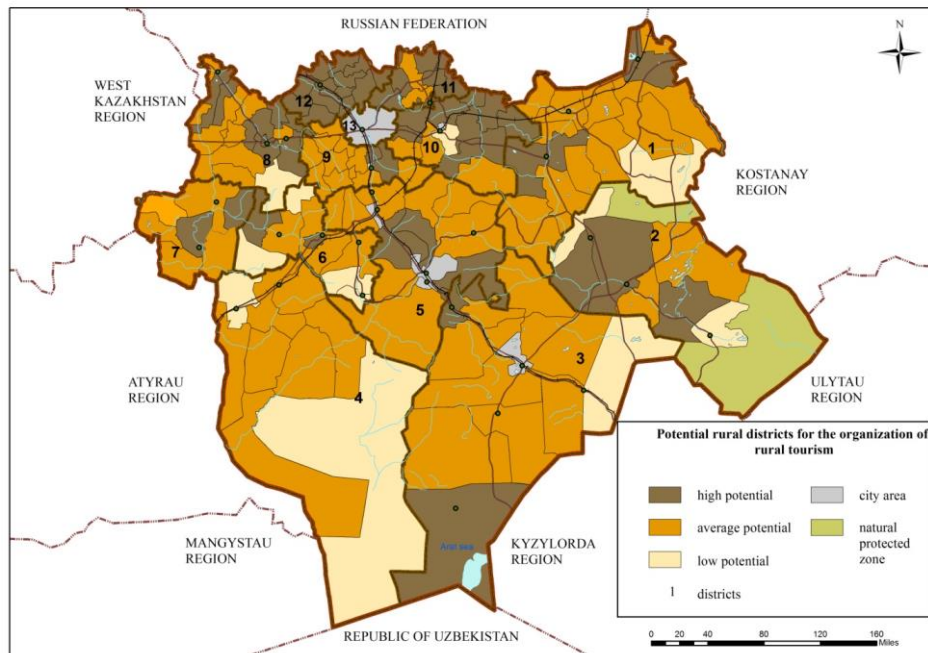 RUSSIAN FEDERATION
N
WEST
KAZAKHSTAN
REGION
11
12
13
1
8
9
10
KOSTANAY
REGION
2
7
6
5
3
ATYRAU
REGION
4
ULYTAU
REGION
MANGYSTAU
REGION
Aral sea
KYZYLORDA
REGION
REPUBLIC OF UZBEKISTAN
Potential rural districts for the organization of
rural tourism
high potential
city area
average potential
natural
protected
zone
low potential
1 districts
0 20 40 80 120 160
Miles